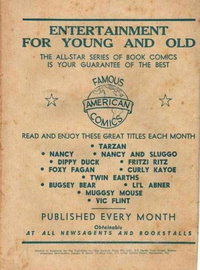 ENTERTAINMENT
FOR YOUNG AND OLD
THE ALL-STAR SERIES OF BOOK COMICS
IS YOUR GUARANTEE OF THE BEST
FAMOUS
AMERICAN
COMICS
READ AND ENJOY THESE GREAT TITLES EACH MONTH
• TARZAN
• NANCY • NANCY AND SLUGGO
• DIPPY DUCK • FRITZI RITZ
• FOXY FAGAN • CURLY KAYOE
• TWIN EARTHS
• BUGSEY BEAR • LI'L ABNER
• MUGGSY MOUSE
• VIC FLINT
PUBLISHED EVERY MONTH
Obtainable
AT ALL NEWSAGENTS AND BOOKSTALLS